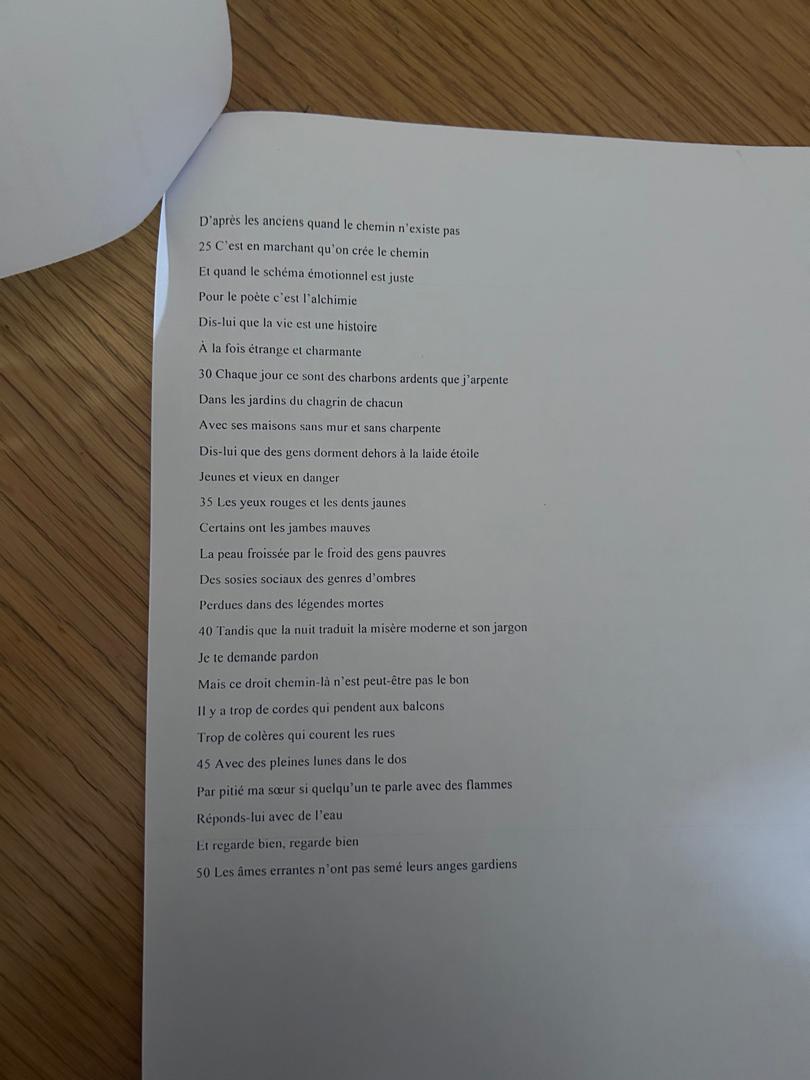 D'après les anciens quand le chemin n'existe pas
25 C'est en marchant qu'on crée le chemin
Et quand le schéma émotionnel est juste
Pour le poète c'est l'alchimie
Dis-lui que la vie est une histoire
À la fois étrange et charmante
30 Chaque jour ce sont des charbons ardents que j'arpente
Dans les jardins du chagrin de chacun
Avec ses maisons sans mur et sans charpente
Dis-lui que des gens dorment dehors à la laide étoile
Jeunes et vieux en danger
35 Les yeux rouges et les dents jaunes
Certains ont les jambes mauves
La peau froissée par le froid des gens pauvres
Des sosies sociaux des genres d'ombres
Perdues dans des légendes mortes
40 Tandis que la nuit traduit la misère moderne et son jargon
Je te demande pardon
Mais ce droit chemin-là n'est peut-être pas le bon
Il y a trop de cordes qui pendent aux balcons
Trop de colères qui courent les rues
45 Avec des pleines lunes dans le dos
Par pitié ma sœur si quelqu'un te parle avec des flammes
Réponds-lui avec de l'eau
Et regarde bien, regarde bien
50 Les âmes errantes n'ont pas semé leurs anges gardiens